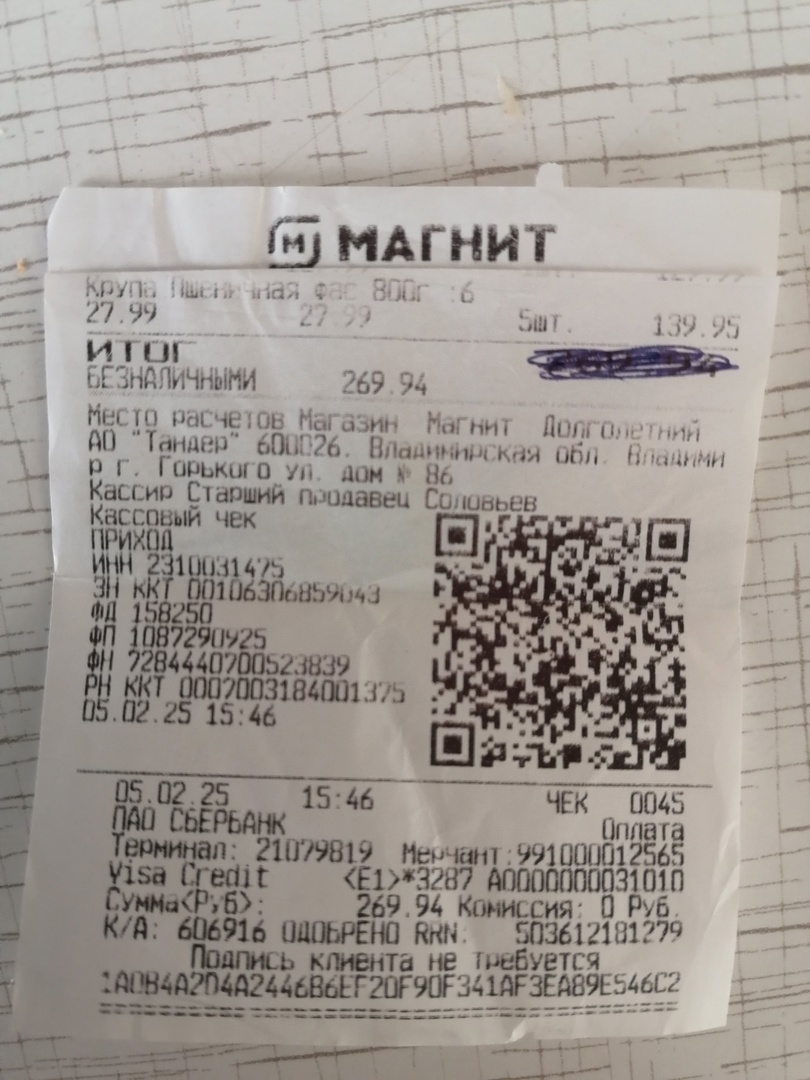 МАГНИТ
Крупа Пшеничная фас 800г :6
27.99 27.99 5шт. 139.95
ИТОГ
БЕЗНАЛИЧНЫМИ 269.94
Место расчетов Магазин Магнит Долголетний
АО "Тандер" 600026. Владимирская обл. Владими
р г. Горького ул. дом № 86
Кассир Старший продавец Соловьев
Кассовый чек
ПРИХОД
ИНН 2310031475
ЗН ККТ 00106306859043
ФД 158250
ФП 1087290925
ФН 7284440700523839
РН ККТ 0007003184001375
05.02.25 15:46
05.02.25 15:46 ЧЕК 0045
ПАО СБЕРБАНК Оплата
Терминал: 21079819 Мерчант:991000012565
Visa Credit <E1>*3287 A0000000031010
Сумма<Руб>: 269.94 Комиссия: 0 Руб.
К/А: 606916 ОДОБРЕНО RRN: 503612181279
Подпись клиента не требуется
1A0B4A204A2446B6EF20F90F341AF3EA89E546C2